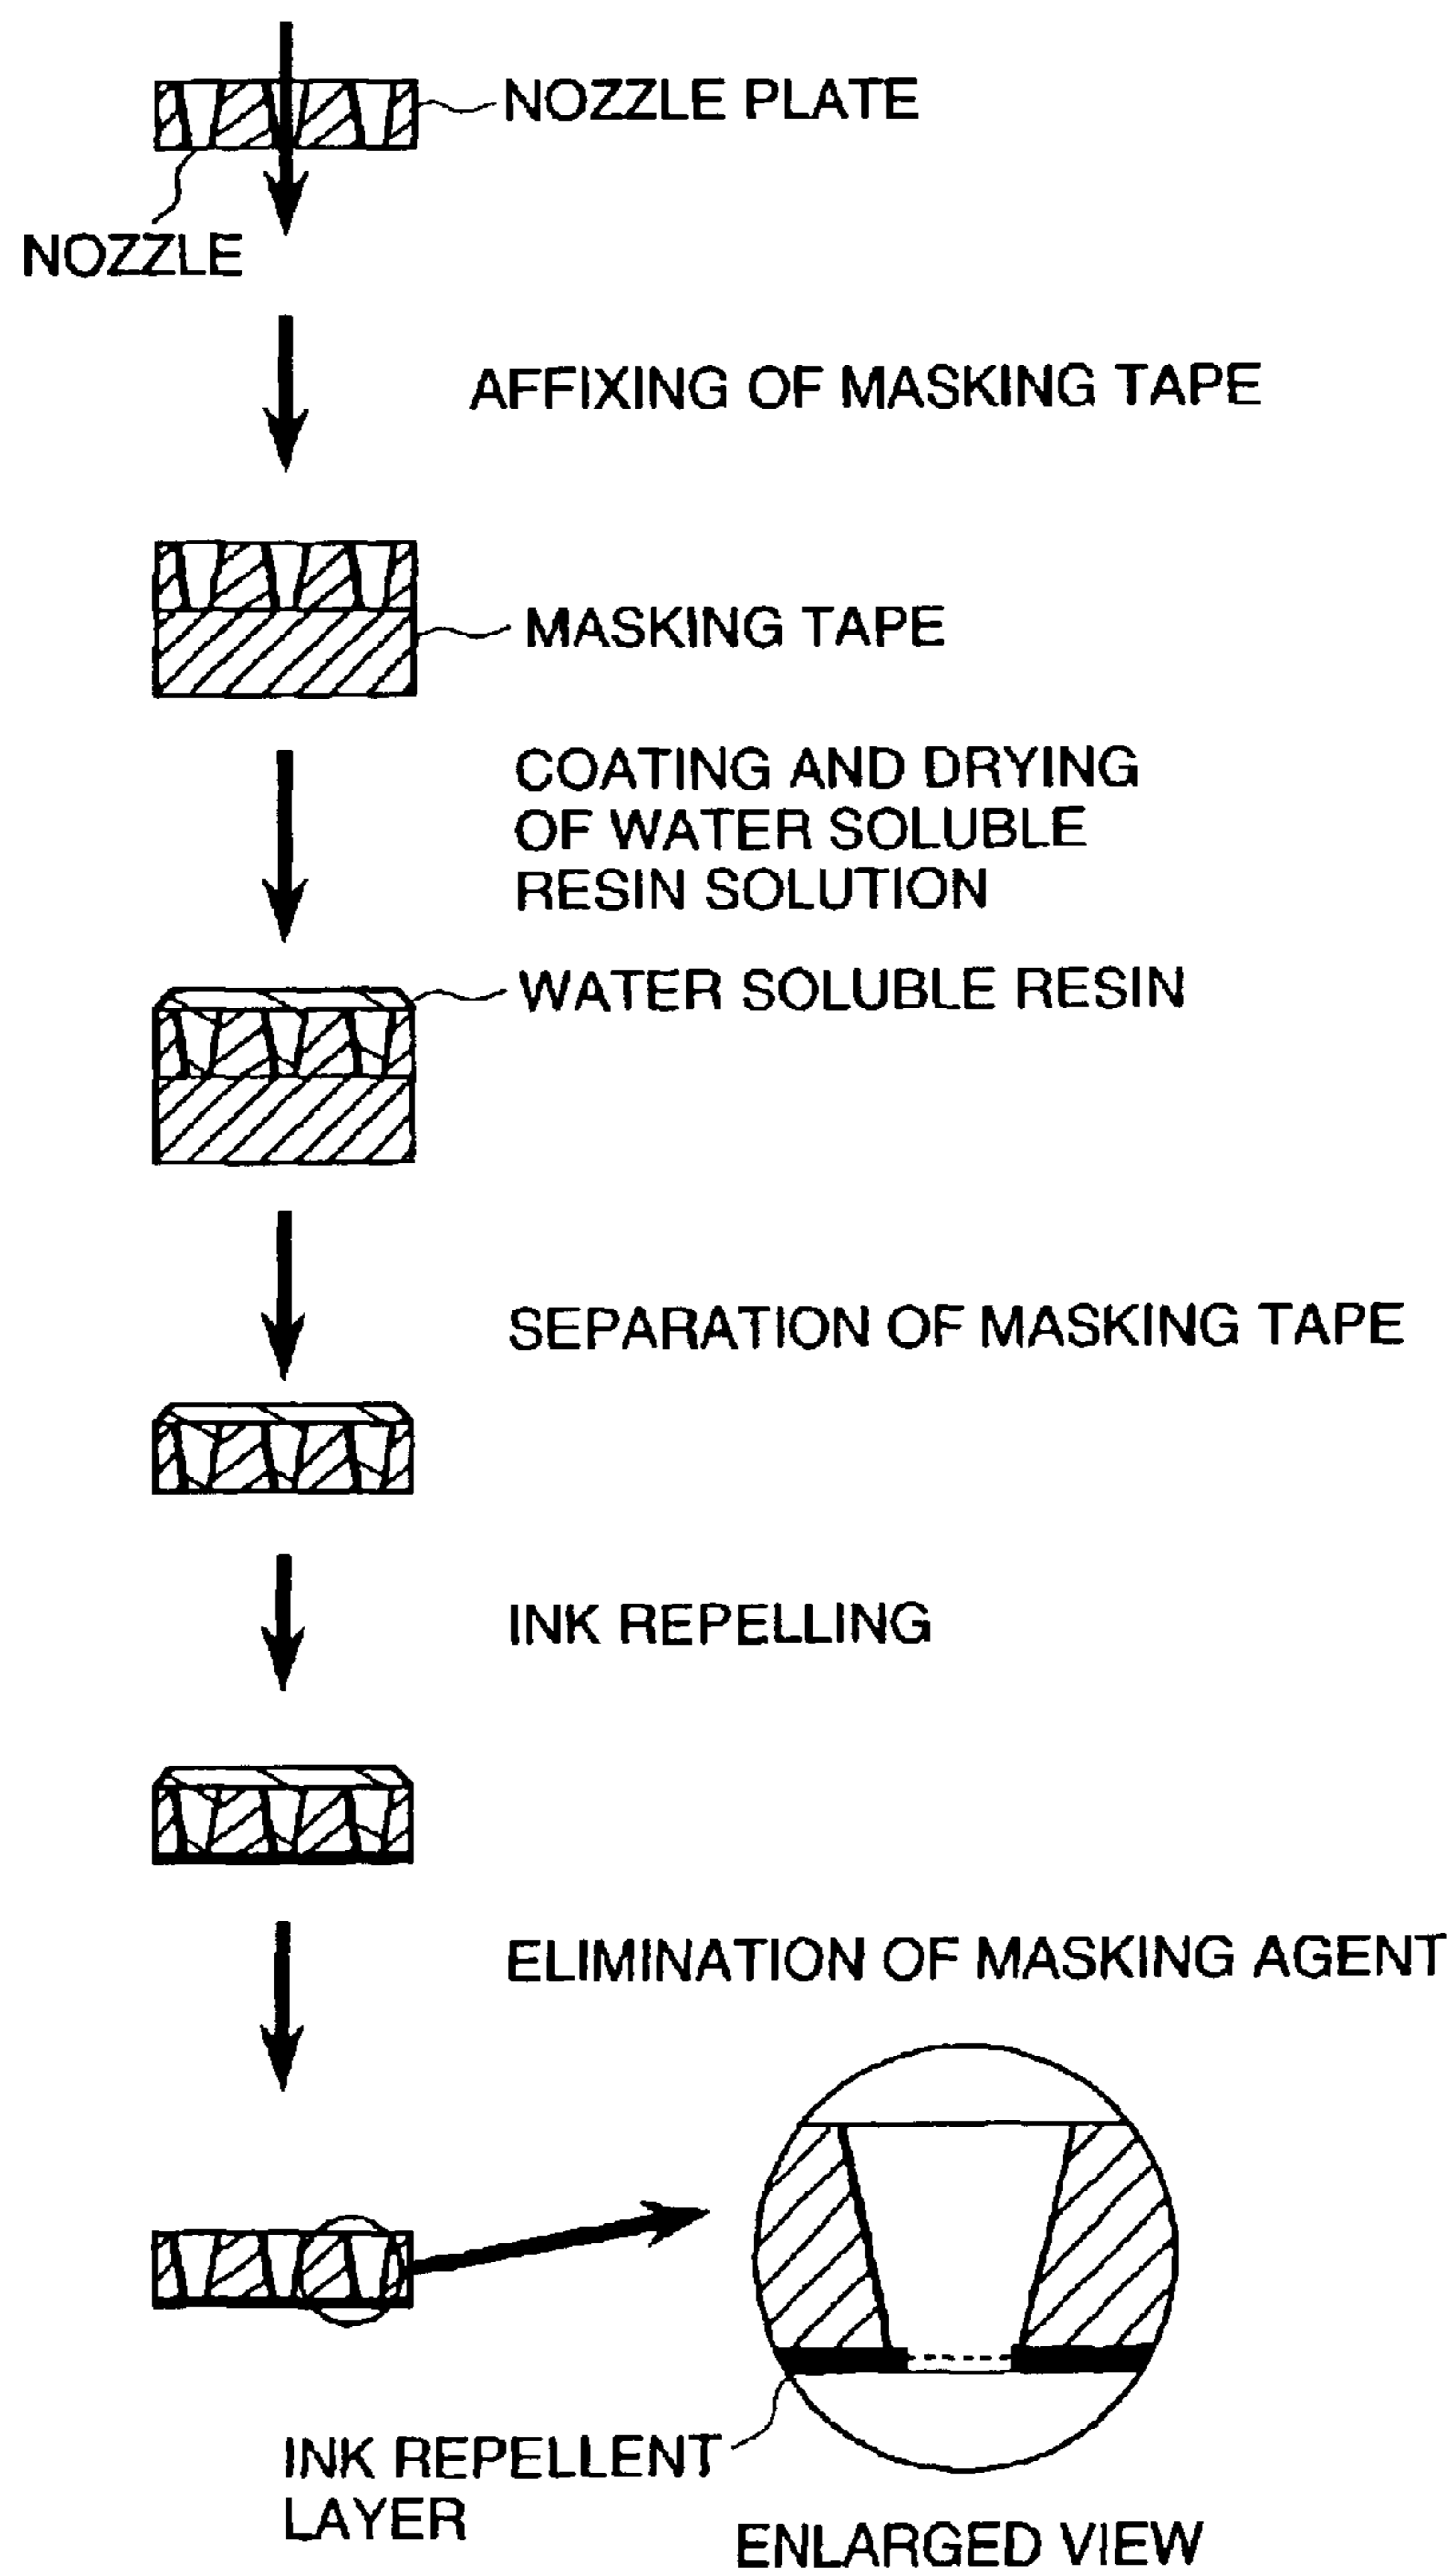 NOZZLE PLATE
NOZZLE
AFFIXING OF MASKING TAPE
MASKING TAPE
COATING AND DRYING
OF WATER SOLUBLE
RESIN SOLUTION
WATER SOLUBLE RESIN
SEPARATION OF MASKING TAPE
INK REPELLING
ELIMINATION OF MASKING AGENT
INK REPELLENT
LAYER
ENLARGED VIEW